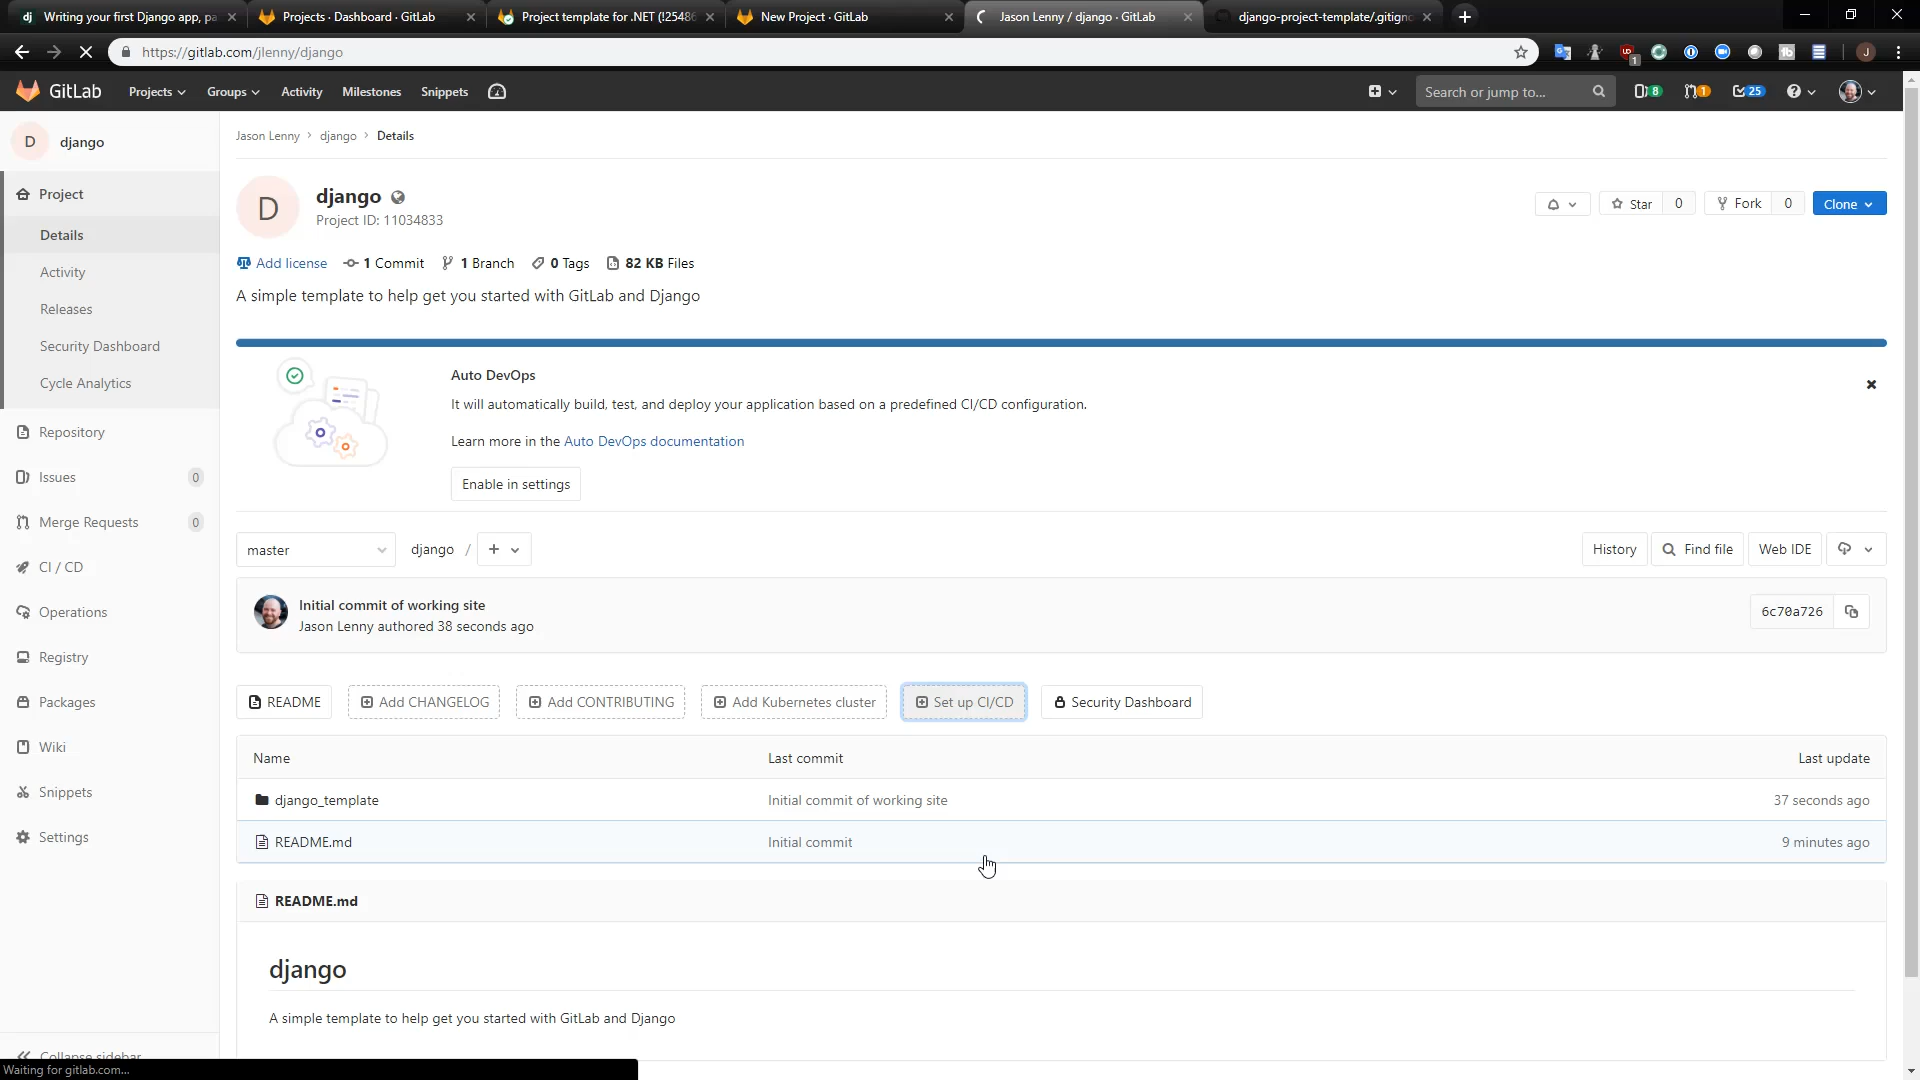 dj Writing your first Django app, pa
Projects · Dashboard · GitLab
Project template for .NET (!25486
New Project · GitLab
Jason Lenny / django · GitLab
django-project-template/.gitigno
https://gitlab.com/jlenny/django
1
J
GitLab
Projects
Groups
Activity
Milestones
Snippets
Search or jump to...
8
1
25
D
django
Project
Details
Activity
Releases
Security Dashboard
Cycle Analytics
Repository
Issues 0
Merge Requests 0
CI / CD
Operations
Registry
Packages
Wiki
Snippets
Settings
Collapse sidebar
Jason Lenny > django > Details
D
django
Project ID: 11034833
Star 0
Fork 0
Clone
Add license
1 Commit
1 Branch
0 Tags
82 KB Files
A simple template to help get you started with GitLab and Django
Auto DevOps
It will automatically build, test, and deploy your application based on a predefined CI/CD configuration.
Learn more in the Auto DevOps documentation
Enable in settings
master
django / +
History
Find file
Web IDE
Initial commit of working site
Jason Lenny authored 38 seconds ago
6c70a726
README
Add CHANGELOG
Add CONTRIBUTING
Add Kubernetes cluster
Set up CI/CD
Security Dashboard
Name Last commit Last update
django_template Initial commit of working site 37 seconds ago
README.md Initial commit 9 minutes ago
README.md
django
A simple template to help get you started with GitLab and Django
Waiting for gitlab.com...